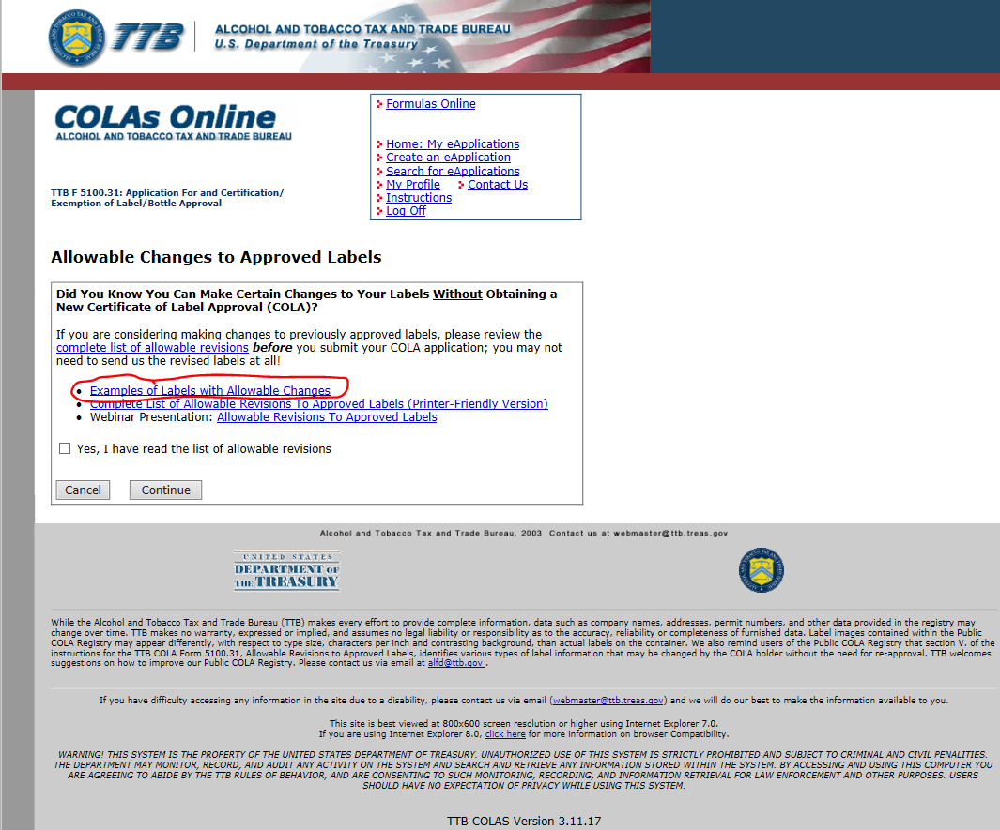 TTB
ALCOHOL AND TOBACCO TAX AND TRADE BUREAU
U.S. Department of the Treasury
COLAs Online
ALCOHOL AND TOBACCO TAX AND TRADE BUREAU
TTB F 5100.31: Application For and Certification/
Exemption of Label/Bottle Approval
Formulas Online
Home: My eApplications
Create an eApplication
Search for eApplications
My Profile Contact Us
Instructions
Log Off
Allowable Changes to Approved Labels
Did You Know You Can Make Certain Changes to Your Labels Without Obtaining a
New Certificate of Label Approval (COLA)?
If you are considering making changes to previously approved labels, please review the
complete list of allowable revisions before you submit your COLA application; you may not
need to send us the revised labels at all!
• Examples of Labels with Allowable Changes
• Complete List of Allowable Revisions To Approved Labels (Printer-Friendly Version)
• Webinar Presentation: Allowable Revisions To Approved Labels
Yes, I have read the list of allowable revisions
Cancel Continue
Alcohol and Tobacco Tax and Trade Bureau, 2003 Contact us at webmaster@ttb.treas.gov
UNITED STATES
DEPARTMENT OF
THE TREASURY
While the Alcohol and Tobacco Tax and Trade Bureau (TTB) makes every effort to provide complete information, data such as company names, addresses, permit numbers, and other data provided in the registry may
change over time. TTB makes no warranty, expressed or implied, and assumes no legal liability or responsibility as to the accuracy, reliability or completeness of furnished data. Label images contained within the Public
COLA Registry may appear differently, with respect to type size, characters per inch and contrasting background, than actual labels on the container. We also remind users of the Public COLA Registry that section V. of the
instructions for the TTB COLA Form 5100.31, Allowable Revisions to Approved Labels, identifies various types of label information that may be changed by the COLA holder without the need for re-approval. TTB welcomes
suggestions on how to improve our Public COLA Registry. Please contact us via email at alfd@ttb.gov .
If you have difficulty accessing any information in the site due to a disability, please contact us via email (webmaster@ttb.treas.gov) and we will do our best to make the information available to you.
This site is best viewed at 800x600 screen resolution or higher using Internet Explorer 7.0.
If you are using Internet Explorer 8.0, click here for more information on browser Compatibility.
WARNING! THIS SYSTEM IS THE PROPERTY OF THE UNITED STATES DEPARTMENT OF TREASURY. UNAUTHORIZED USE OF THIS SYSTEM IS STRICTLY PROHIBITED AND SUBJECT TO CRIMINAL AND CIVIL PENALTIES.
THE DEPARTMENT MAY MONITOR, RECORD, AND AUDIT ANY ACTIVITY ON THE SYSTEM AND SEARCH AND RETRIEVE ANY INFORMATION STORED WITHIN THE SYSTEM. BY ACCESSING AND USING THIS COMPUTER YOU
ARE AGREEING TO ABIDE BY THE TTB RULES OF BEHAVIOR, AND ARE CONSENTING TO SUCH MONITORING, RECORDING, AND INFORMATION RETRIEVAL FOR LAW ENFORCEMENT AND OTHER PURPOSES. USERS
SHOULD HAVE NO EXPECTATION OF PRIVACY WHILE USING THIS SYSTEM.
TTB COLAS Version 3.11.17